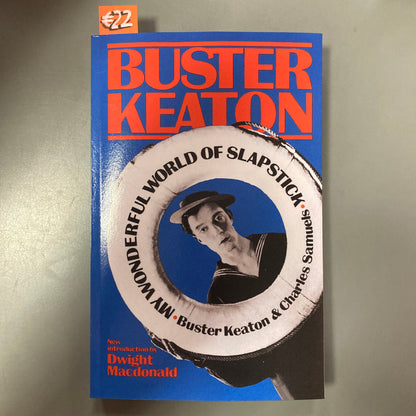 €22
BUSTER
KEATON
MY WONDERFUL WORLD OF SLAPSTICK•
•Buster Keaton & Charles Samuels
New
introduction by
Dwight
Macdonald